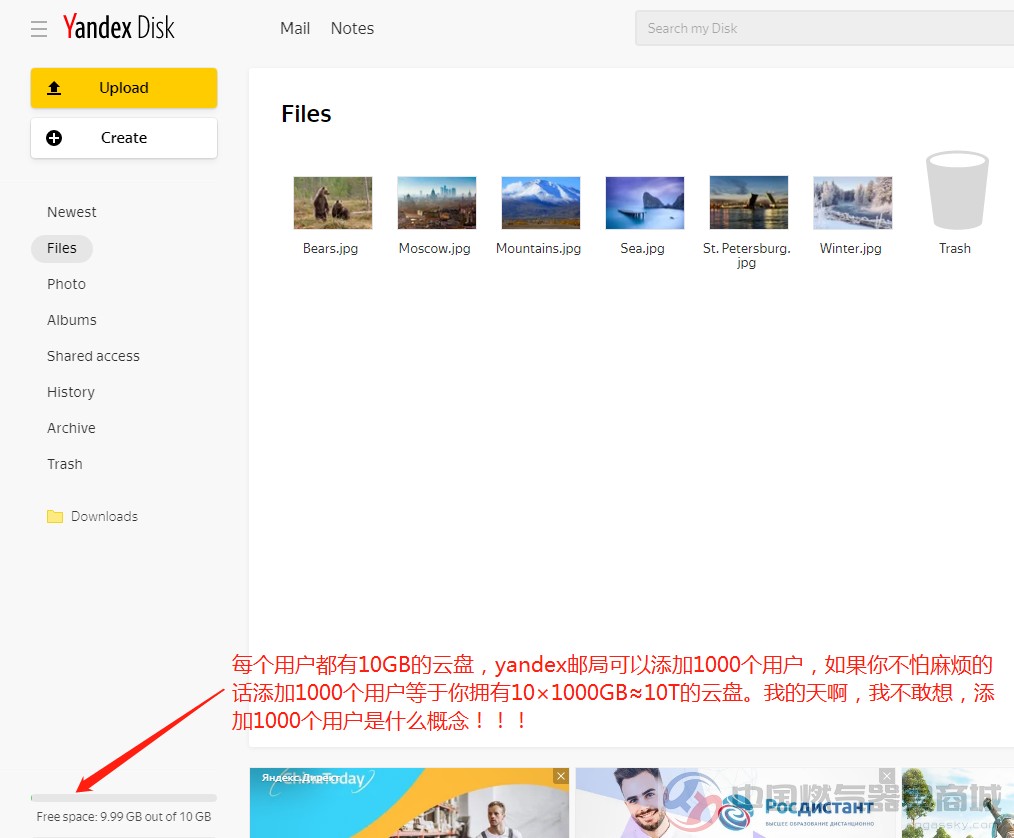 Yandex Disk
Mail Notes
Search my Disk
Upload
Create
Newest
Files
Photo
Albums
Shared access
History
Archive
Trash
Downloads
Files
Bears.jpg Moscow.jpg Mountains.jpg Sea.jpg St. Petersburg. Winter.jpg Trash
jpg
每个用户都有10GB的云盘，yandex邮局可以添加1000个用户，如果你不怕麻烦的
话添加1000个用户等于你拥有10×1000GB≈10T的云盘。我的天啊，我不敢想，添
加1000个用户是什么概念！！！
Free space: 9.99 GB out of 10 GB
Яндекс.Директ
Today
Росдистант
ВЫСШЕЕ ОБРАЗОВАНИЕ ДИСТАНЦИОННО
中国燃气器具商城